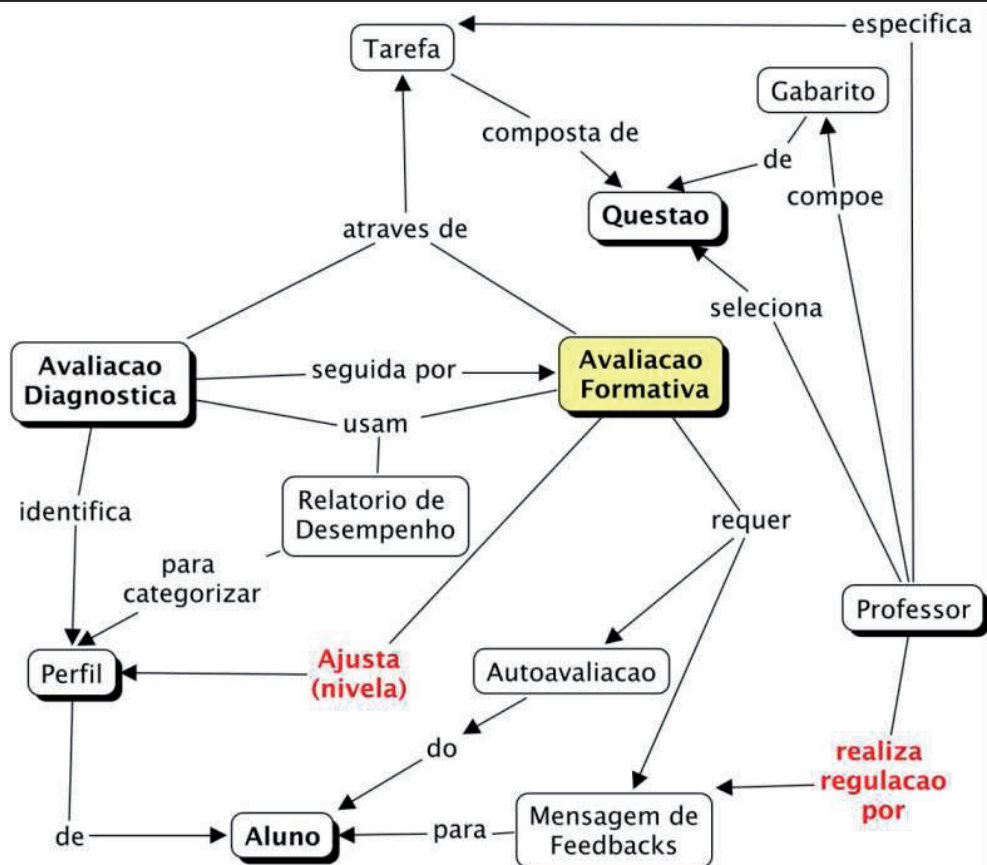 especifica
Tarefa
Gabarito
composta de
de
compoe
Questao
atraves de
seleciona
Avaliacao
Diagnostica
seguida por
Avaliacao
Formativa
usam
identifica
Relatorio de
Desempenho
requer
para
categorizar
Professor
Perfil
Ajusta
(nivela)
Autoavaliacao
do
realiza
regulacao
por
de
Aluno
para
Mensagem de
Feedbacks